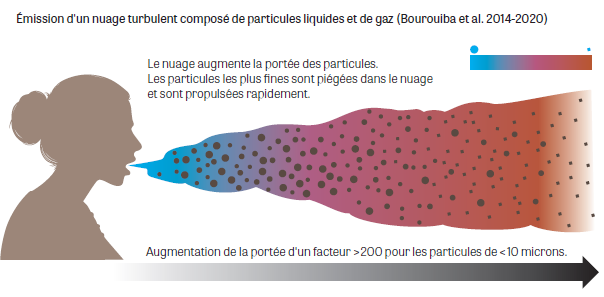 Émission d'un nuage turbulent composé de particules liquides et de gaz (Bourouiba et al. 2014-2020)
Le nuage augmente la portée des particules.
Les particules les plus fines sont piégées dans le nuage
et sont propulsées rapidement.
Augmentation de la portée d'un facteur >200 pour les particules de <10 microns.